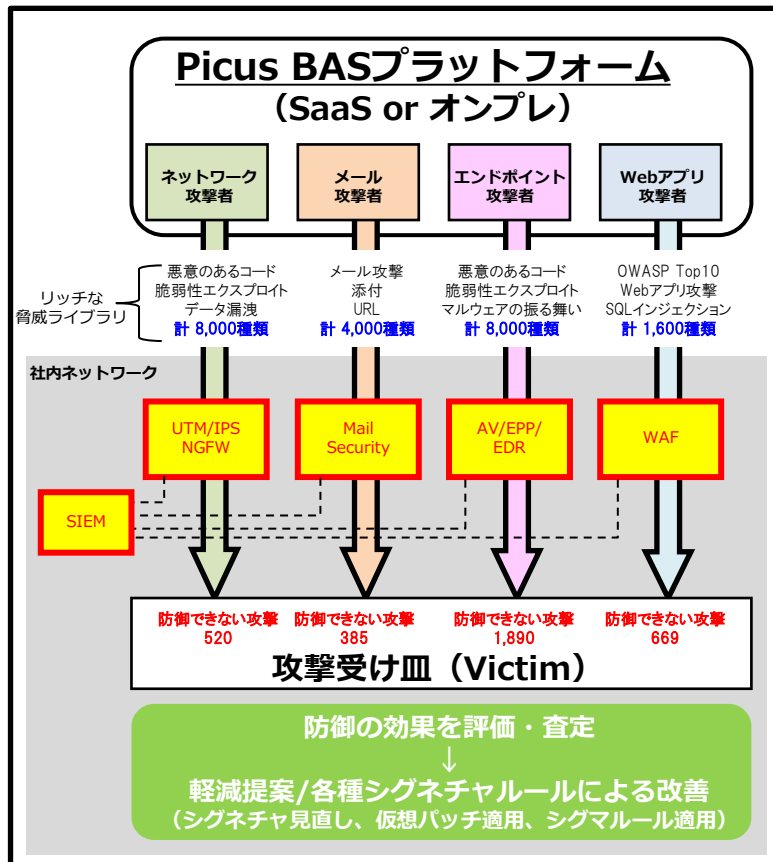 Picus BASプラットフォーム
（SaaS or オンプレ）
ネットワーク
攻撃者
メール
攻撃者
エンドポイント
攻撃者
Webアプリ
攻撃者
リッチな
脅威ライブラリ
悪意のあるコード
脆弱性エクスプロイト
データ漏洩
計 8,000種類
メール攻撃
添付
URL
計 4,000種類
悪意のあるコード
脆弱性エクスプロイト
マルウェアの振る舞い
計 8,000種類
OWASP Top10
Webアプリ攻撃
SQLインジェクション
計 1,600種類
社内ネットワーク
UTM/IPS
NGFW
Mail
Security
AV/EPP/
EDR
WAF
SIEM
防御できない攻撃
520
防御できない攻撃
385
防御できない攻撃
1,890
防御できない攻撃
669
攻撃受け皿（Victim）
防御の効果を評価・査定
↓
軽減提案/各種シグネチャルールによる改善
（シグネチャ見直し、仮想パッチ適用、シグマルール適用）